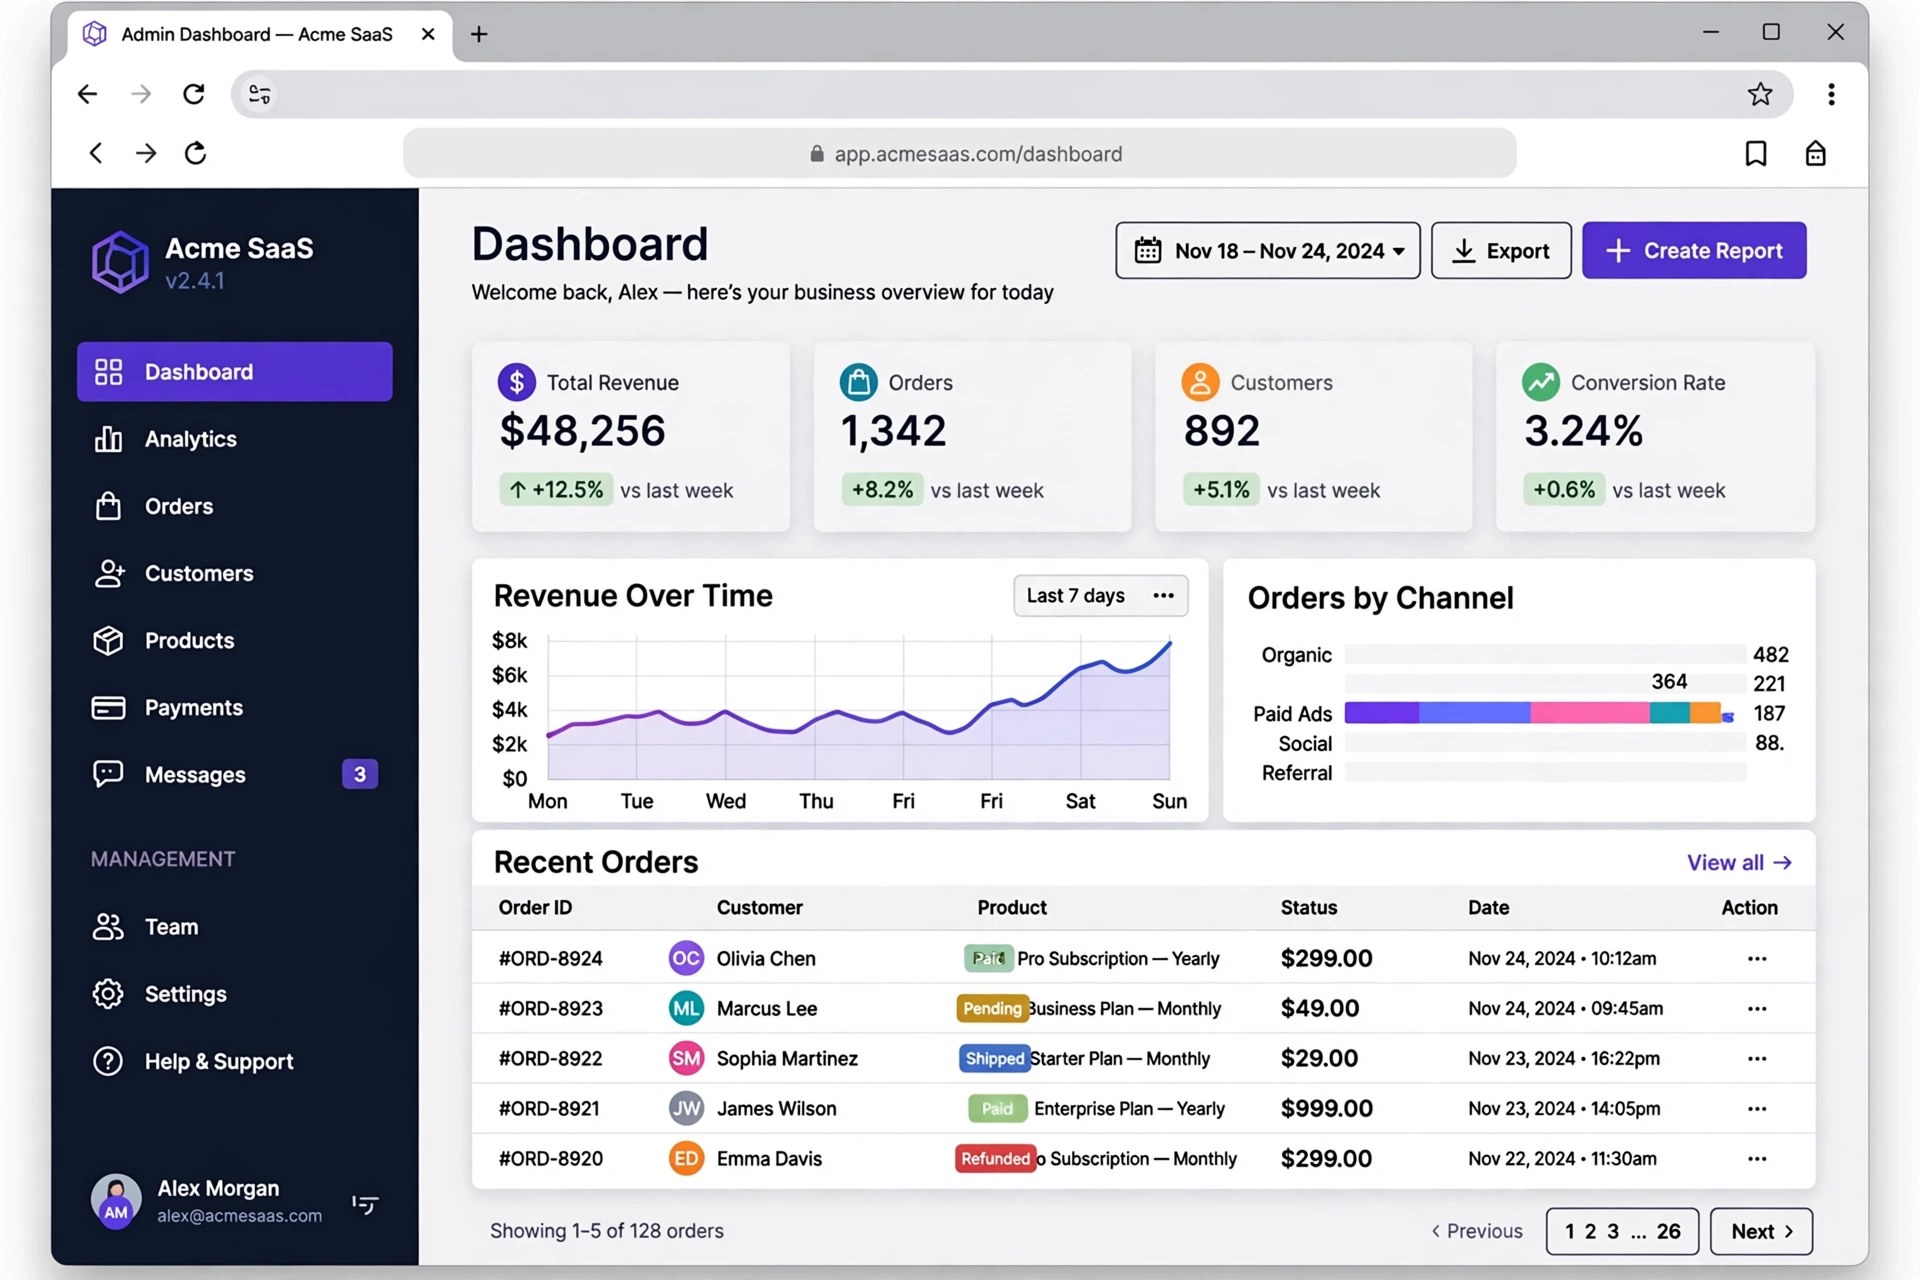 Admin Dashboard — Acme SaaS
app.acmesaas.com/dashboard
Acme SaaS
v2.4.1
Dashboard
Analytics
Orders
Customers
Products
Payments
Messages 3
MANAGEMENT
Team
Settings
Help & Support
AM
Alex Morgan
alex@acmesaas.com
Dashboard
Welcome back, Alex — here's your business overview for today
Nov 18 – Nov 24, 2024
Export
Create Report
$ Total Revenue
$48,256
↑ +12.5% vs last week
Orders
1,342
+8.2% vs last week
Customers
892
+5.1% vs last week
Conversion Rate
3.24%
+0.6% vs last week
Revenue Over Time
Last 7 days ...
$8k
$6k
$4k
$2k
$0
Mon Tue Wed Thu Fri Fri Sat Sun
Orders by Channel
Organic 482
364 221
Paid Ads 187
Social 88.
Referral
Recent Orders
View all →
Order ID Customer Product Status Date Action
#ORD-8924 OC Olivia Chen Paid Pro Subscription — Yearly $299.00 Nov 24, 2024 • 10:12am ...
#ORD-8923 ML Marcus Lee Pending Business Plan — Monthly $49.00 Nov 24, 2024 • 09:45am ...
#ORD-8922 SM Sophia Martinez Shipped Starter Plan — Monthly $29.00 Nov 23, 2024 • 16:22pm ...
#ORD-8921 JW James Wilson Paid Enterprise Plan — Yearly $999.00 Nov 23, 2024 • 14:05pm ...
#ORD-8920 ED Emma Davis Refunded o Subscription — Monthly $299.00 Nov 22, 2024 • 11:30am ...
Showing 1–5 of 128 orders
‹ Previous
1 2 3 ... 26
Next ›